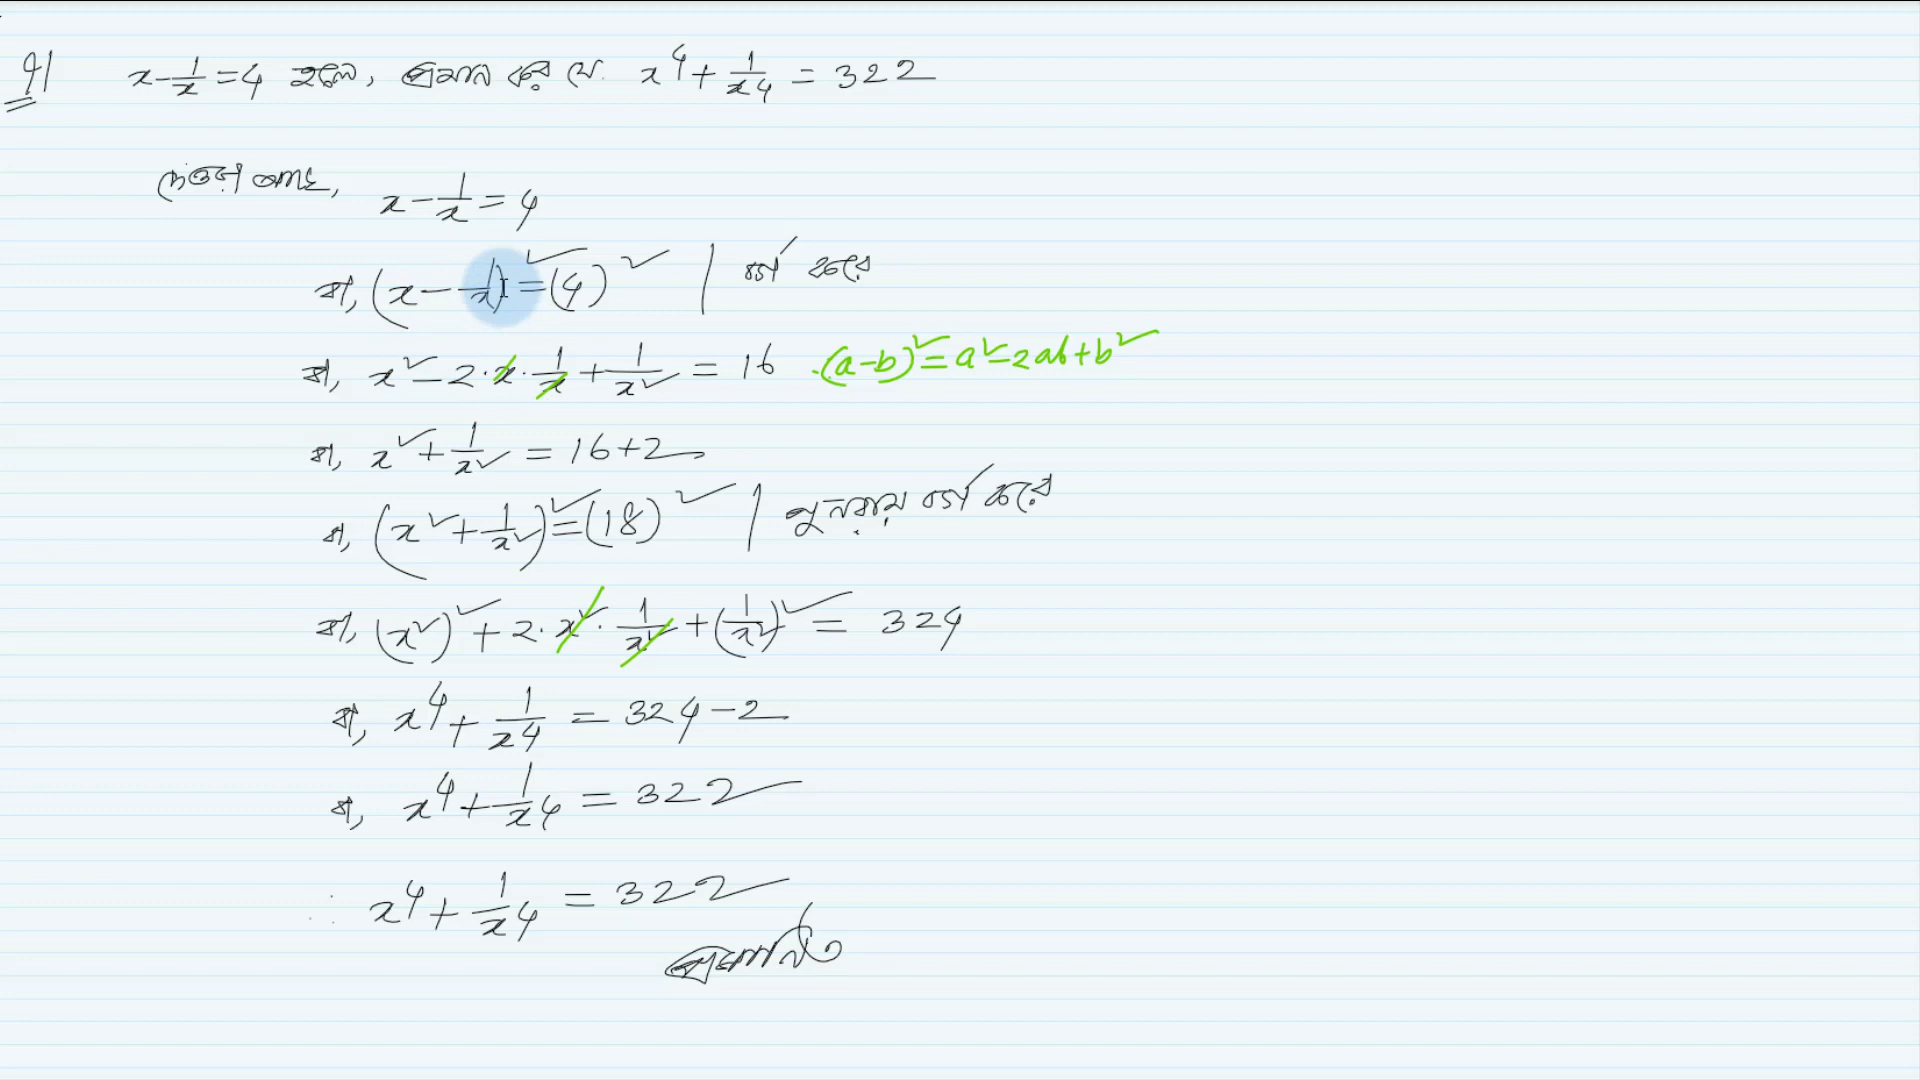 ৭। x - 1/x = 4 হলে, প্রমাণ কর যে, x⁴ + 1/x⁴ = 322
দেওয়া আছে,
x - 1/x = 4
বা, (x - 1/x)² = (4)² | বর্গ করে
বা, x² - 2·x·1/x + 1/x² = 16 (a-b)² = a² - 2ab + b²
বা, x² + 1/x² = 16+2
বা, (x² + 1/x²)² = (18)² | পুনরায় বর্গ করে
বা, (x²)² + 2·x²·1/x² + (1/x²)² = 324
বা, x⁴ + 1/x⁴ = 324 - 2
বা, x⁴ + 1/x⁴ = 322
∴ x⁴ + 1/x⁴ = 322
প্রমাণিত